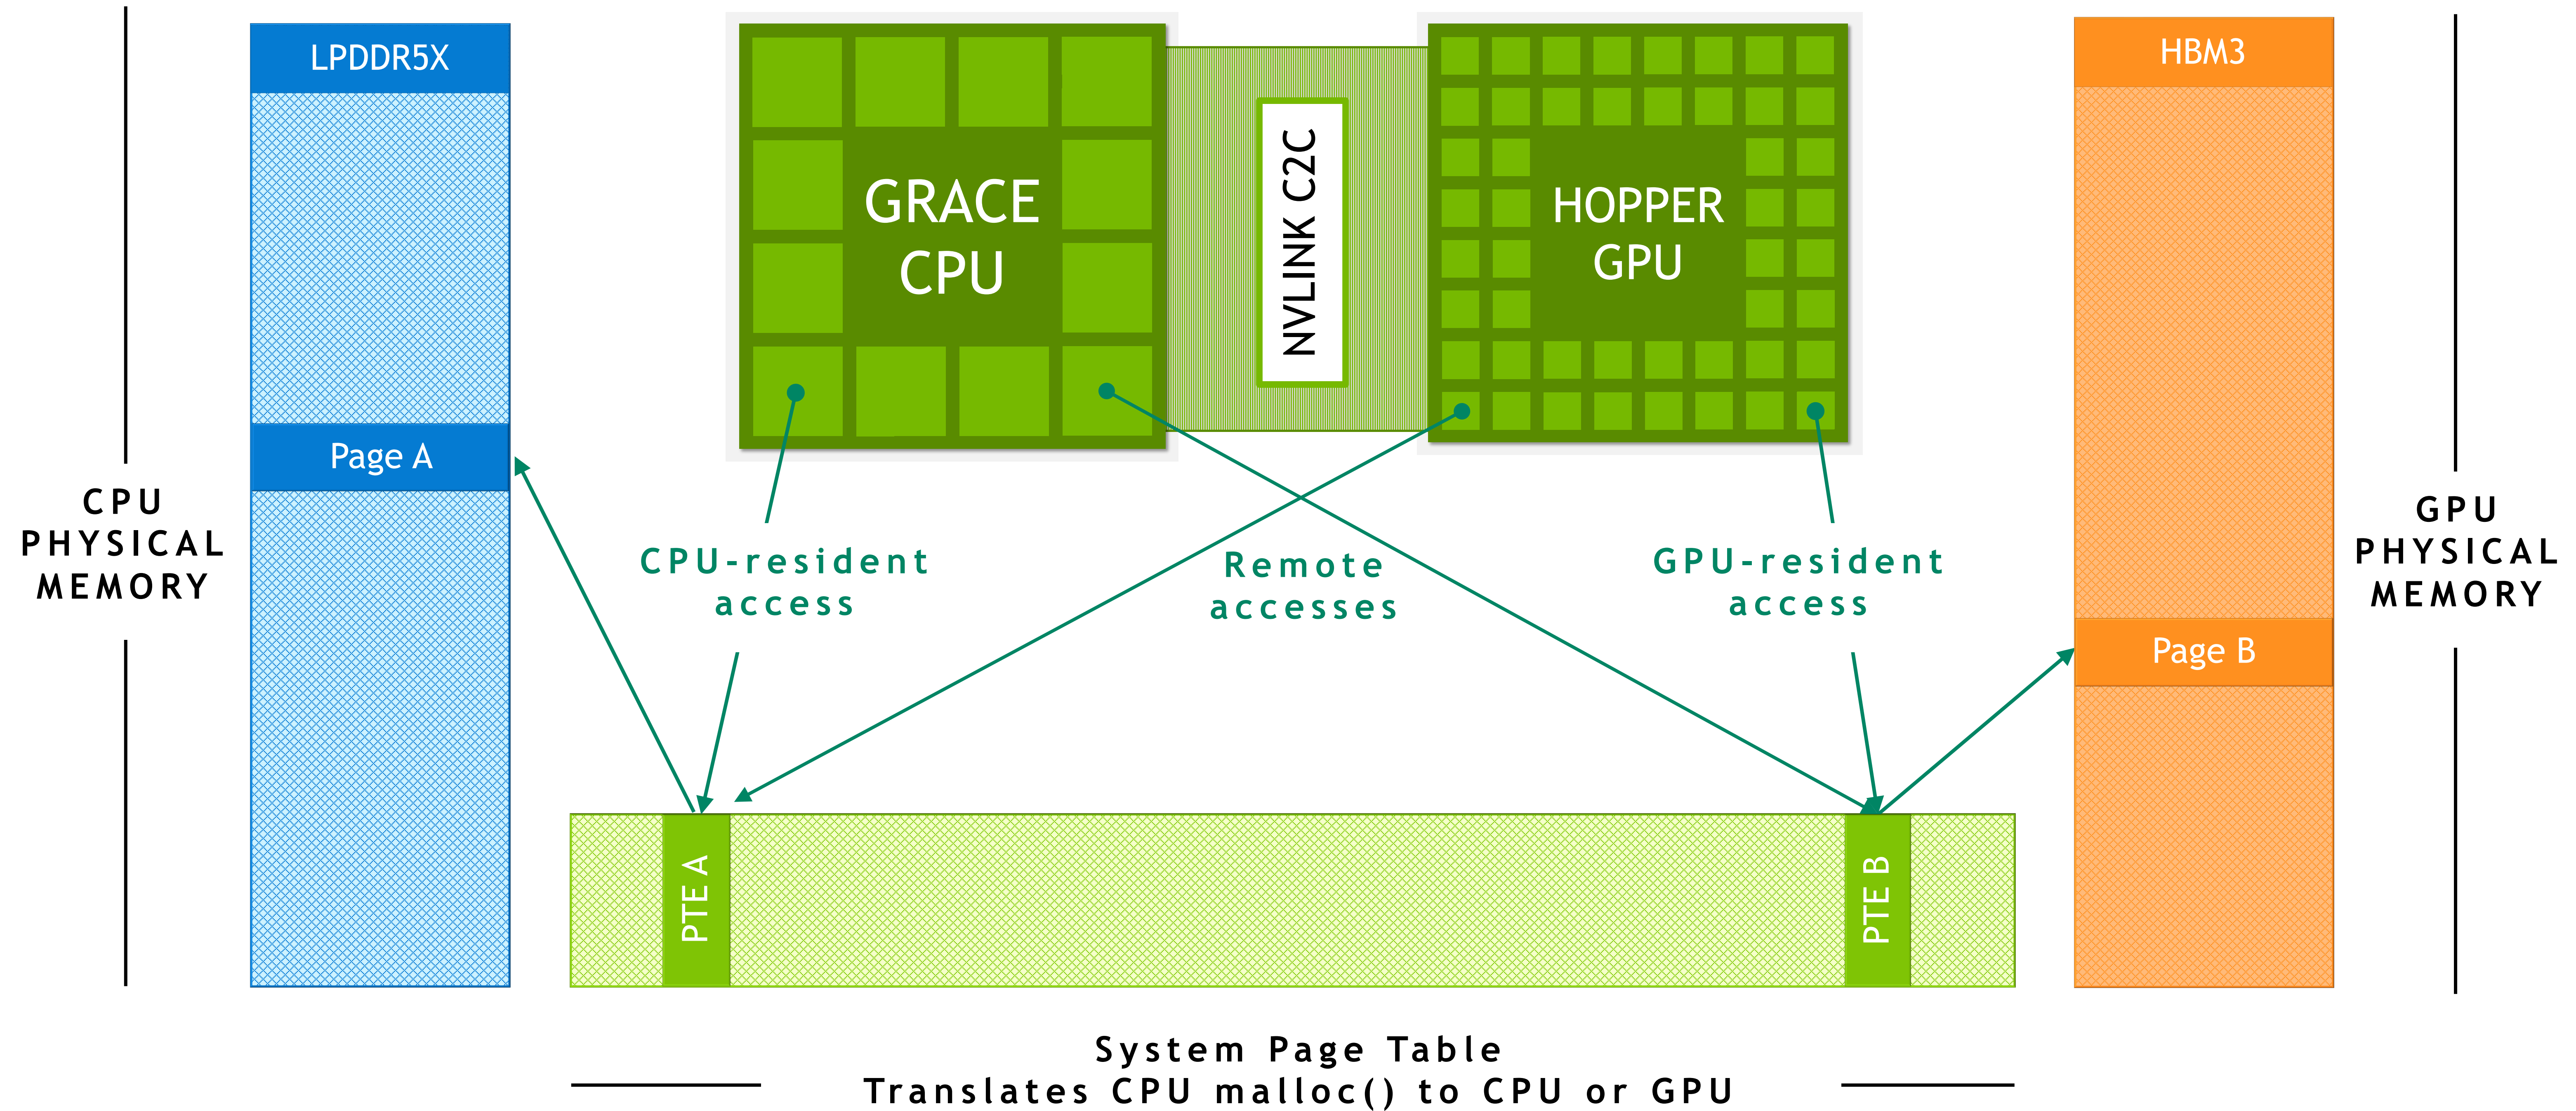 LPDDR5X
Page A
CPU
PHYSICAL
MEMORY
GRACE
CPU
NVLINK C2C
HOPPER
GPU
HBM3
Page B
GPU
PHYSICAL
MEMORY
CPU-resident
access
Remote
accesses
GPU-resident
access
PTE A
PTE B
System Page Table
Translates CPU malloc() to CPU or GPU